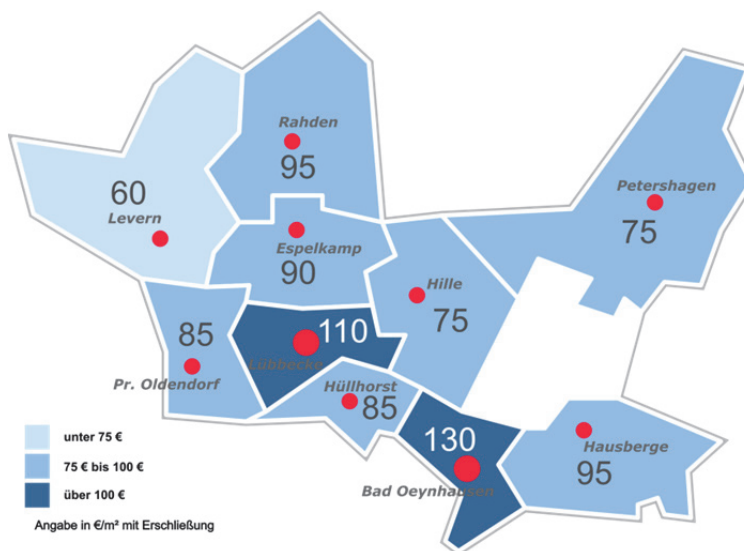 Rahden
95
60
Levern
Petershagen
75
Espelkamp
90
Hille
75
85
Pr. Oldendorf
110
Lübbecke
Hüllhorst
85
130
Bad Oeynhausen
Hausberge
95
unter 75 €
75 € bis 100 €
über 100 €
Angabe in €/m² mit Erschließung